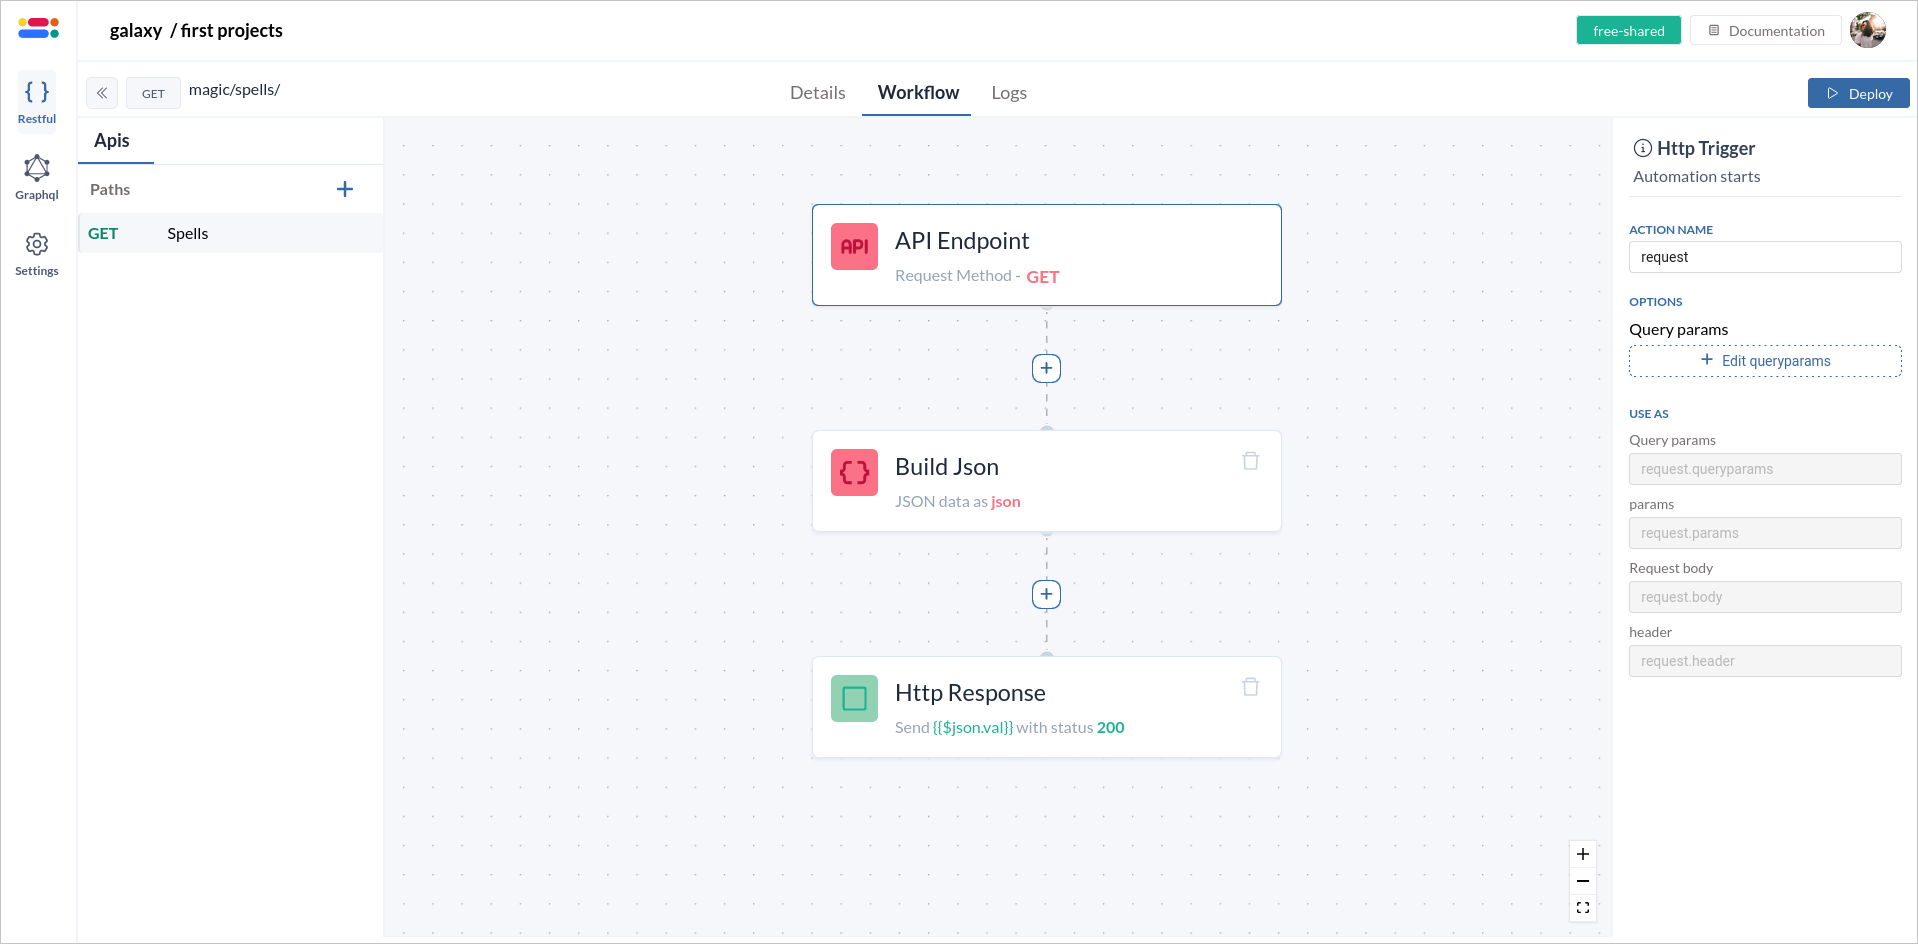 galaxy / first projects
free-shared
Documentation
Restful
Graphql
Settings
GET magic/spells/
Details Workflow Logs
Deploy
Apis
Paths
GET Spells
API
API Endpoint
Request Method - GET
Build Json
JSON data as json
Http Response
Send {{$json.val}} with status 200
Http Trigger
Automation starts
ACTION NAME
request
OPTIONS
Query params
Edit queryparams
USE AS
Query params
request.queryparams
params
request.params
Request body
request.body
header
request.header